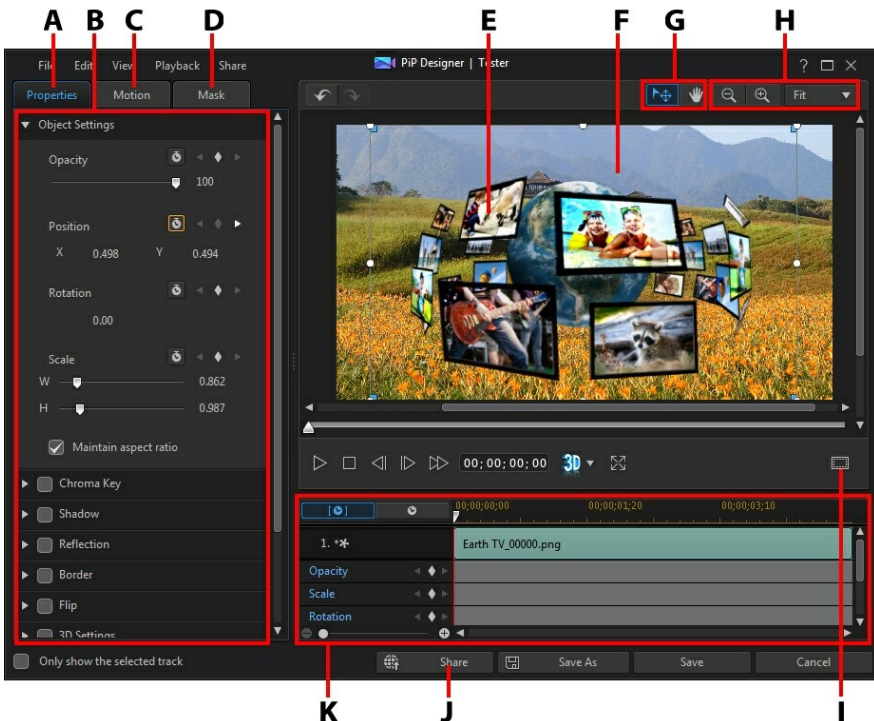 A B C D E F G H
File Edit View Playback Share PiP Designer | Tester ?
Properties Motion Mask
Object Settings
Opacity
100
Position
X 0.498 Y 0.494
Rotation
0.00
Scale
W 0.862
H 0.987
Maintain aspect ratio
Chroma Key
Shadow
Reflection
Border
Flip
3D Settings
Only show the selected track
Fit
00;00;00;00 3D
00;00;00;00 00;00;01;20 00;00;03;10
1. Earth TV_00000.png
Opacity
Scale
Rotation
Share Save As Save Cancel
K J I